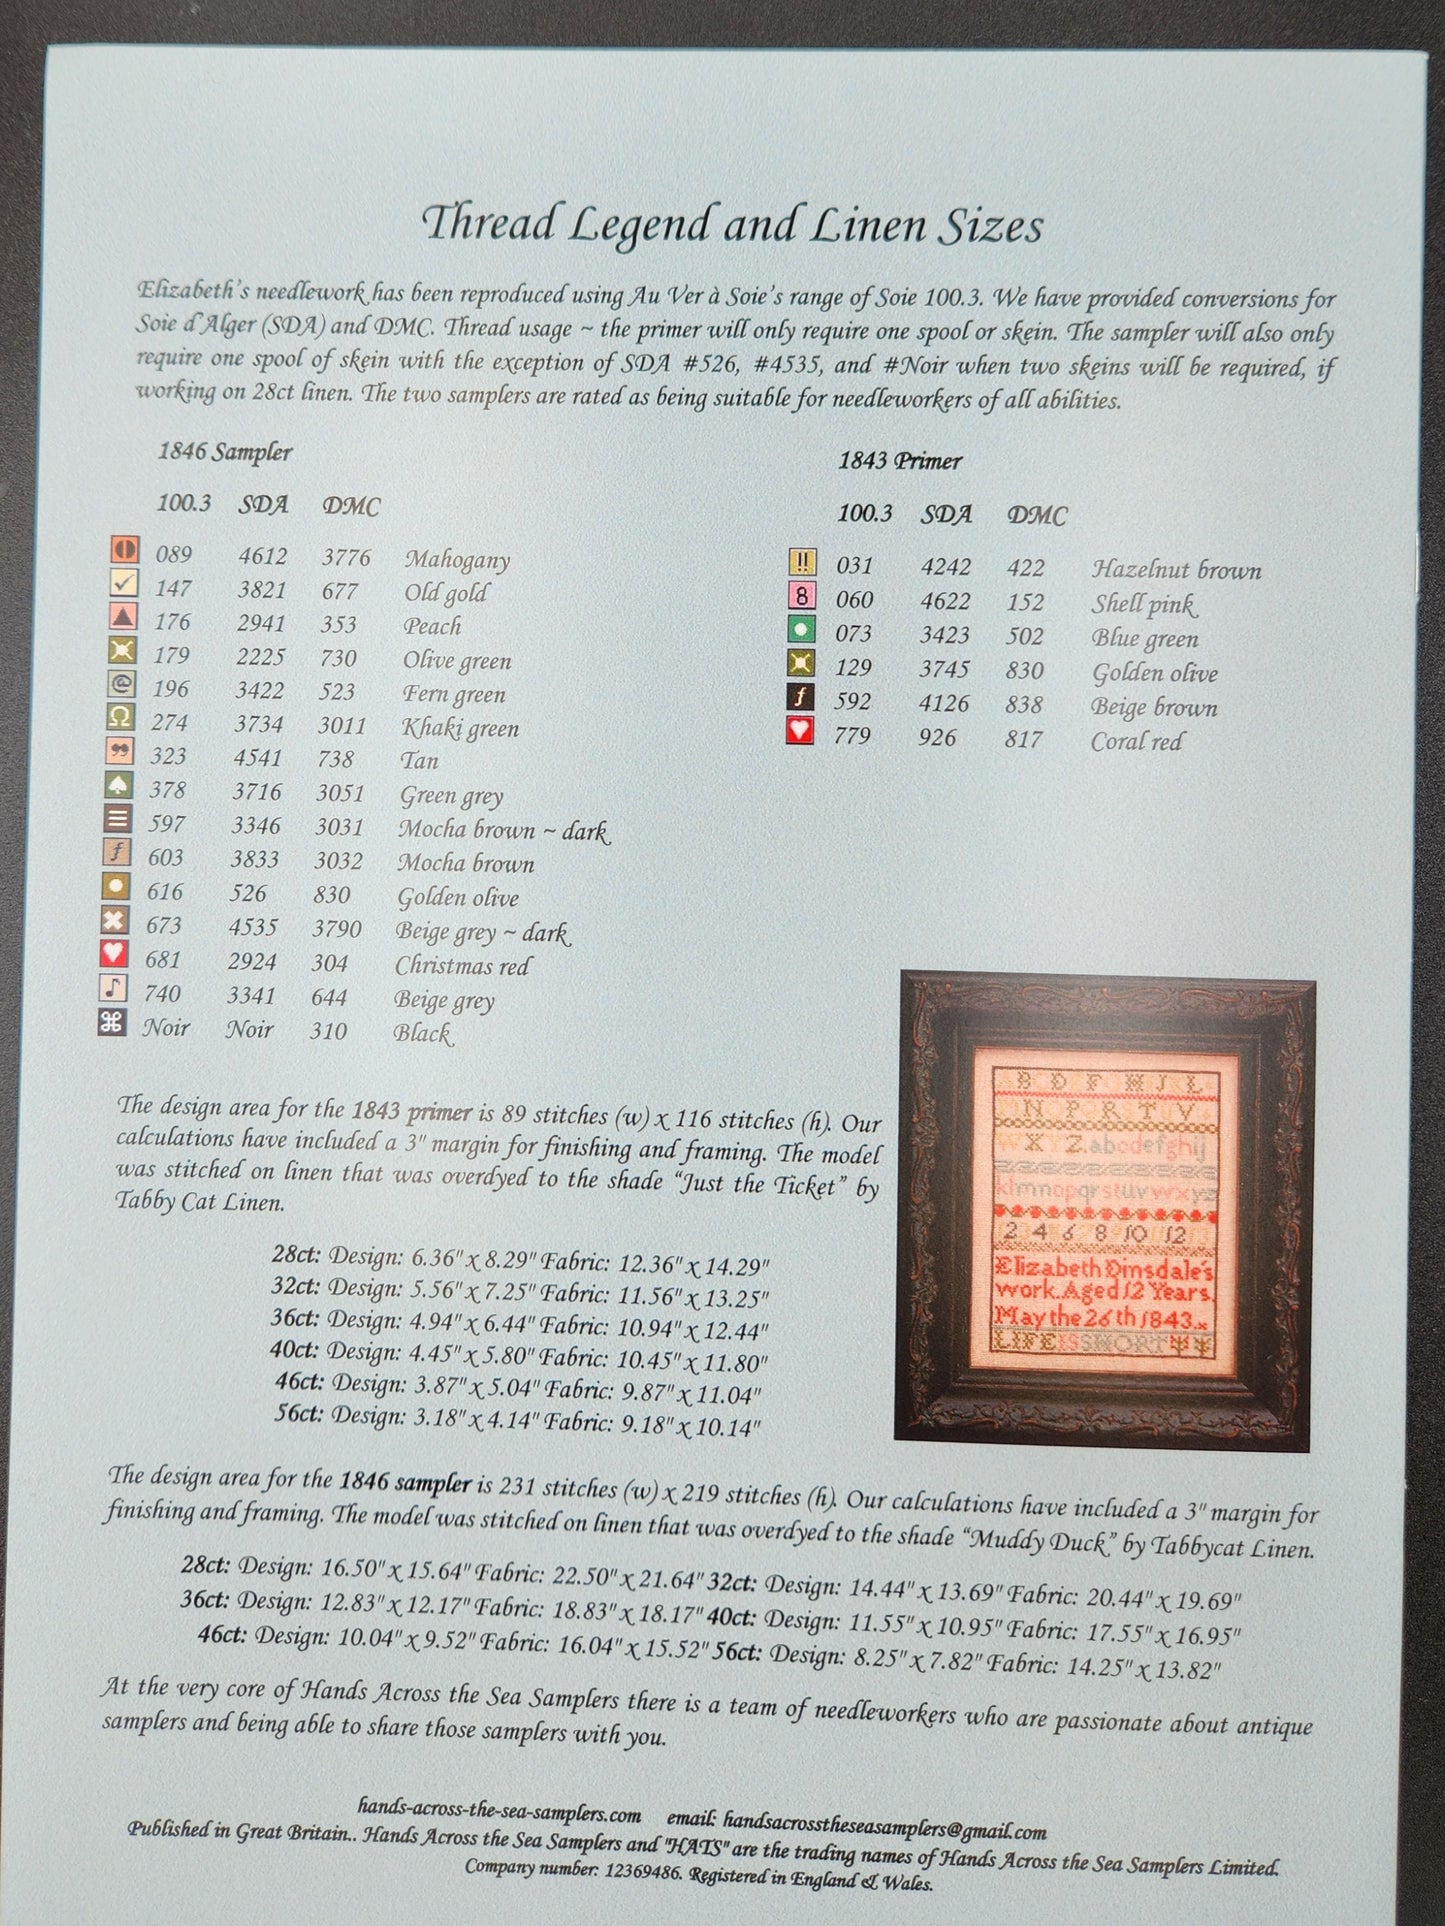 Thread Legend and Linen Sizes
Elizabeth's needlework has been reproduced using Au Ver à Soie's range of Soie 100.3. We have provided conversions for
Soie d'Alger (SDA) and DMC. Thread usage ~ the primer will only require one spool or skein. The sampler will also only
require one spool of skein with the exception of SDA #526, #4535, and #Noir when two skeins will be required, if
working on 28ct linen. The two samplers are rated as being suitable for needleworkers of all abilities.
1846 Sampler
100.3 SDA DMC
089 4612 3776 Mahogany
147 3821 677 Old gold
176 2941 353 Peach
179 2225 730 Olive green
@ 196 3422 523 Fern green
Ω 274 3734 3011 Khaki green
323 4541 738 Tan
378 3716 3051 Green grey
597 3346 3031 Mocha brown ~ dark
f 603 3833 3032 Mocha brown
616 526 830 Golden olive
673 4535 3790 Beige grey ~ dark
681 2924 304 Christmas red
740 3341 644 Beige grey
Noir Noir 310 Black
1843 Primer
100.3 SDA DMC
!! 031 4242 422 Hazelnut brown
8 060 4622 152 Shell pink
073 3423 502 Blue green
129 3745 830 Golden olive
f 592 4126 838 Beige brown
779 926 817 Coral red
The design area for the 1843 primer is 89 stitches (w) x 116 stitches (h). Our
calculations have included a 3" margin for finishing and framing. The model
was stitched on linen that was overdyed to the shade "Just the Ticket" by
Tabby Cat Linen.
28ct: Design: 6.36" x 8.29" Fabric: 12.36" x 14.29"
32ct: Design: 5.56" x 7.25" Fabric: 11.56" x 13.25"
36ct: Design: 4.94" x 6.44" Fabric: 10.94" x 12.44"
40ct: Design: 4.45" x 5.80" Fabric: 10.45" x 11.80"
46ct: Design: 3.87" x 5.04" Fabric: 9.87" x 11.04"
56ct: Design: 3.18" x 4.14" Fabric: 9.18" x 10.14"
B D F H J L
N P R T V
W X Z abcdefghij
klmnopqrstuvwxyz
2 4 6 8 10 12
Elizabeth Dinsdale's
work. Aged 12 Years.
May the 26th 1843.x
LIFE IS SHORT
The design area for the 1846 sampler is 231 stitches (w) x 219 stitches (h). Our calculations have included a 3" margin for
finishing and framing. The model was stitched on linen that was overdyed to the shade "Muddy Duck" by Tabbycat Linen.
28ct: Design: 16.50" x 15.64" Fabric: 22.50" x 21.64" 32ct: Design: 14.44" x 13.69" Fabric: 20.44" x 19.69"
36ct: Design: 12.83" x 12.17" Fabric: 18.83" x 18.17" 40ct: Design: 11.55" x 10.95" Fabric: 17.55" x 16.95"
46ct: Design: 10.04" x 9.52" Fabric: 16.04" x 15.52" 56ct: Design: 8.25" x 7.82" Fabric: 14.25" x 13.82"
At the very core of Hands Across the Sea Samplers there is a team of needleworkers who are passionate about antique
samplers and being able to share those samplers with you.
hands-across-the-sea-samplers.com email: handsacrosstheseasamplers@gmail.com
Published in Great Britain.. Hands Across the Sea Samplers and "HATS" are the trading names of Hands Across the Sea Samplers Limited.
Company number: 12369486. Registered in England & Wales.